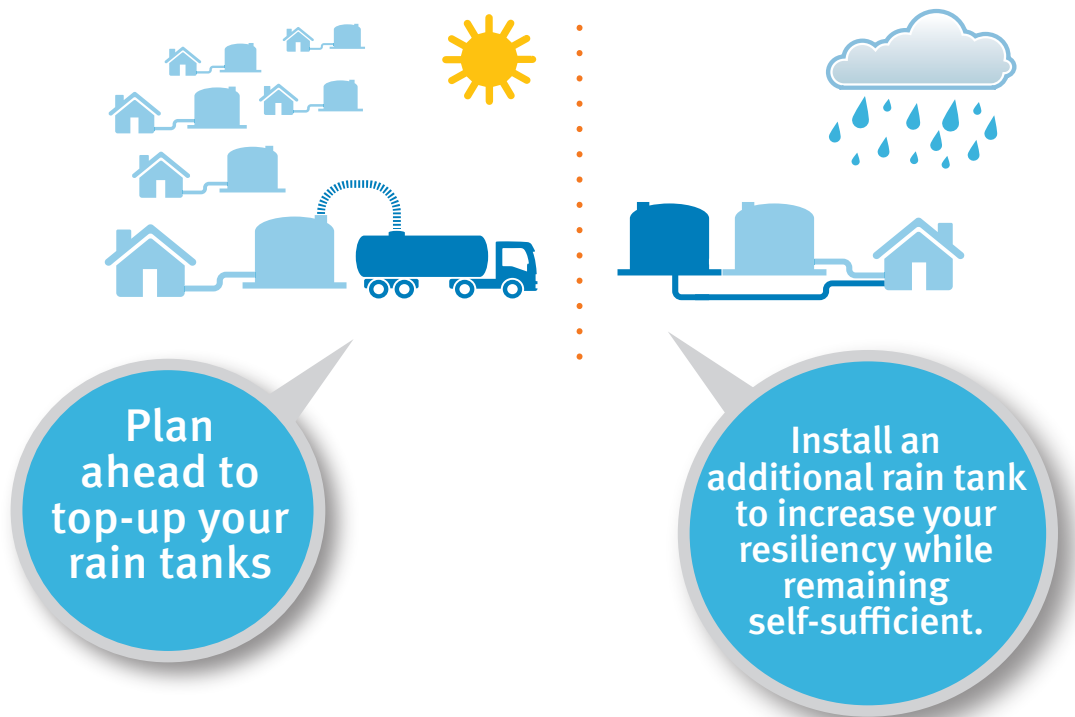 Plan
ahead to
top-up your
rain tanks
Install an
additional rain tank
to increase your
resiliency while
remaining
self-sufficient.